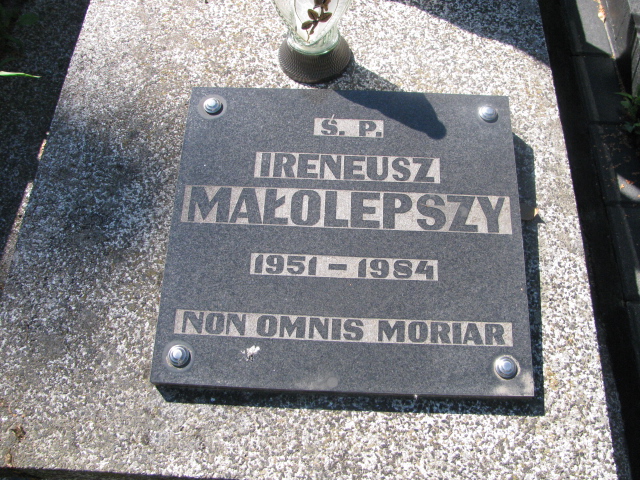 Ś. P.
IRENEUSZ
MAŁOLEPSZY
1951 - 1984
NON OMNIS MORIAR